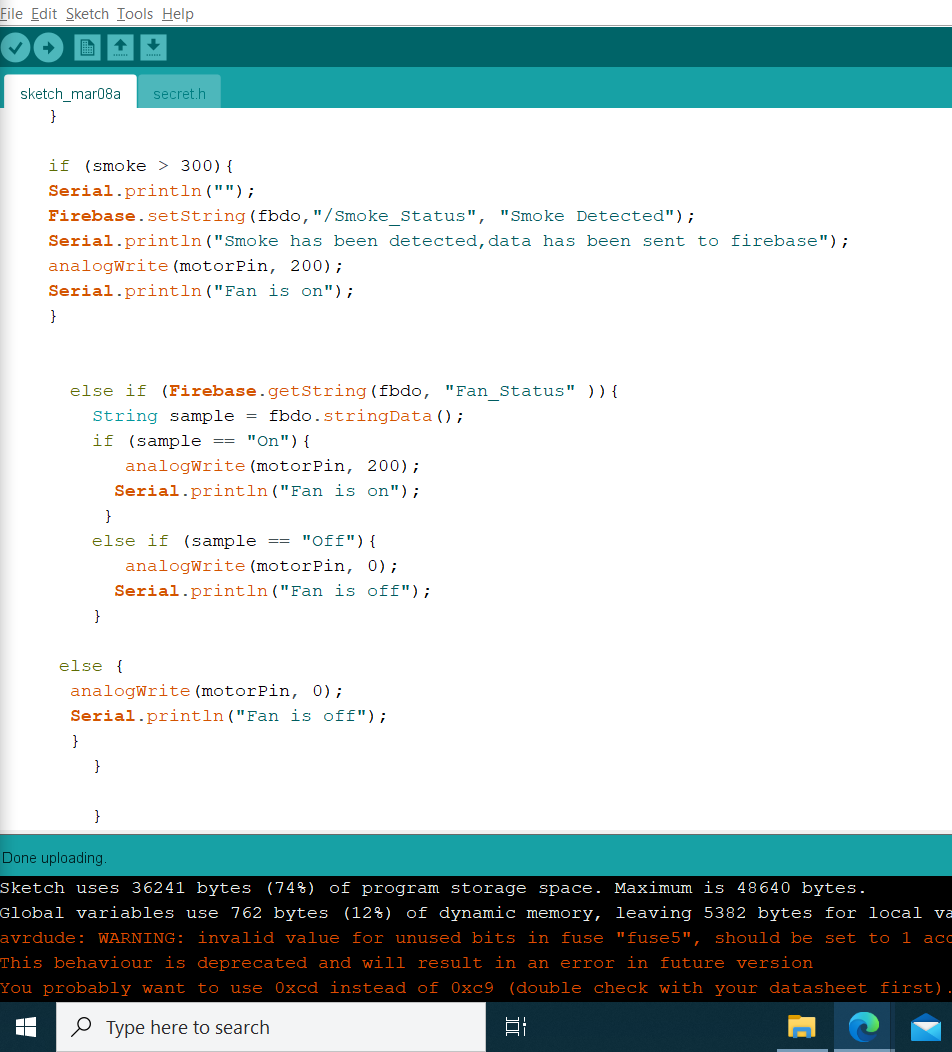 File Edit Sketch Tools Help
sketch_mar08a secret.h
}
if (smoke > 300){
Serial.println("");
Firebase.setString(fbdo,"/Smoke_Status", "Smoke Detected");
Serial.println("Smoke has been detected,data has been sent to firebase");
analogWrite(motorPin, 200);
Serial.println("Fan is on");
}
else if (Firebase.getString(fbdo, "Fan_Status" )){
String sample = fbdo.stringData();
if (sample == "On"){
analogWrite(motorPin, 200);
Serial.println("Fan is on");
}
else if (sample == "Off"){
analogWrite(motorPin, 0);
Serial.println("Fan is off");
}
else {
analogWrite(motorPin, 0);
Serial.println("Fan is off");
}
}
}
Done uploading.
Sketch uses 36241 bytes (74%) of program storage space. Maximum is 48640 bytes.
Global variables use 762 bytes (12%) of dynamic memory, leaving 5382 bytes for local va
avrdude: WARNING: invalid value for unused bits in fuse "fuse5", should be set to 1 acc
This behaviour is deprecated and will result in an error in future version
You probably want to use 0xcd instead of 0xc9 (double check with your datasheet first).
Type here to search